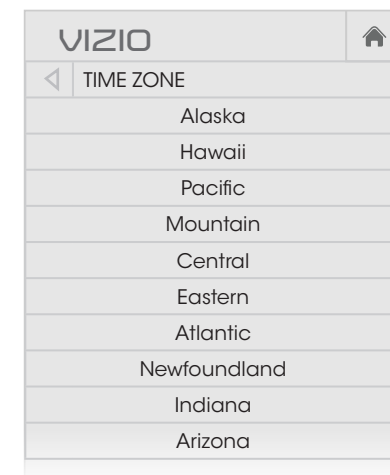 VIZIO
TIME ZONE
Alaska
Hawaii
Pacific
Mountain
Central
Eastern
Atlantic
Newfoundland
Indiana
Arizona